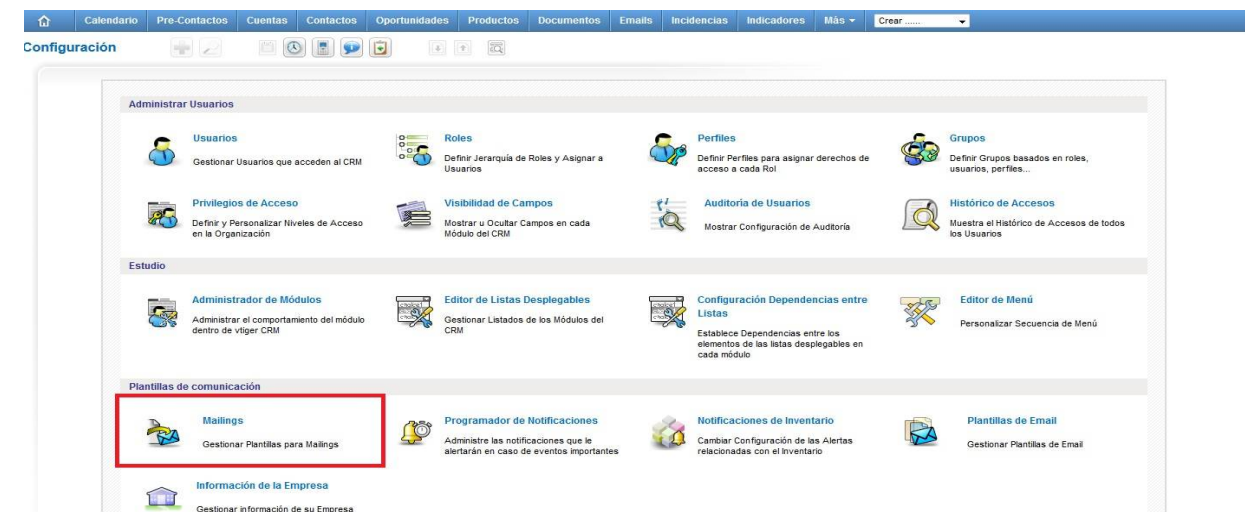 Calendario Pre-Contactos Cuentas Contactos Oportunidades Productos Documentos Emails Incidencias Indicadores Más Crear ......
Configuración
Administrar Usuarios
Usuarios
Gestionar Usuarios que acceden al CRM
Roles
Definir Jerarquía de Roles y Asignar a
Usuarios
Perfiles
Definir Perfiles para asignar derechos de
acceso a cada Rol
Grupos
Definir Grupos basados en roles,
usuarios, perfiles...
Privilegios de Acceso
Definir y Personalizar Niveles de Acceso
en la Organización
Visibilidad de Campos
Mostrar u Ocultar Campos en cada
Módulo del CRM
Auditoría de Usuarios
Mostrar Configuración de Auditoría
Histórico de Accesos
Muestra el Histórico de Accesos de todos
los Usuarios
Estudio
Administrador de Módulos
Administrar el comportamiento del módulo
dentro de vtiger CRM
Editor de Listas Desplegables
Gestionar Listados de los Módulos del
CRM
Configuración Dependencias entre
Listas
Establece Dependencias entre los
elementos de las listas desplegables en
cada módulo
Editor de Menú
Personalizar Secuencia de Menú
Plantillas de comunicación
Mailings
Gestionar Plantillas para Mailings
Programador de Notificaciones
Administre las notificaciones que le
alertarán en caso de eventos importantes
Notificaciones de Inventario
Cambiar Configuración de las Alertas
relacionadas con el Inventario
Plantillas de Email
Gestionar Plantillas de Email
Información de la Empresa
Gestionar información de su Empresa